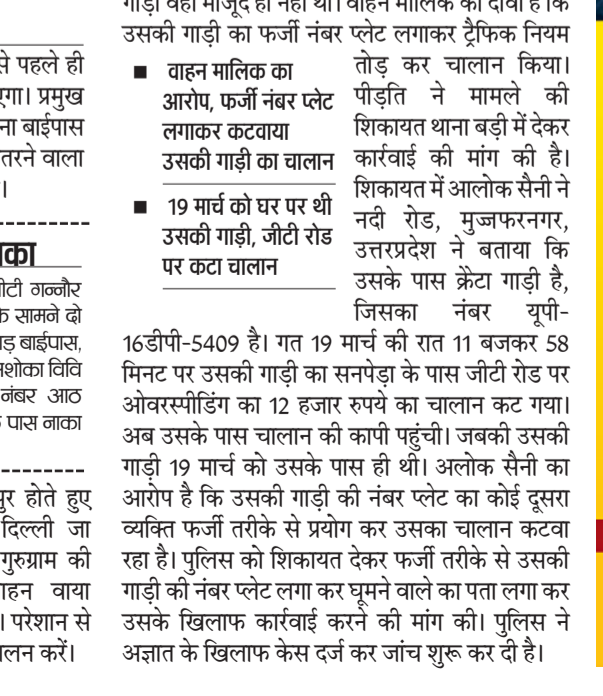 से पहले ही
एगा। प्रमुख
ना बाईपास
तरने वाला
।
का
ीटी गन्नौर
के सामने दो
ाड़ बाईपास,
शोका विवि
नंबर आठ
पास नाका
पुर होते हुए
दिल्ली जा
गुरुग्राम की
ाहन वाया
। परेशान से
ालन करें।
गाड़ी वहां मौजूद ही नहीं थी। वाहन मालिक का दावा है कि
उसकी गाड़ी का फर्जी नंबर प्लेट लगाकर ट्रैफिक नियम
■ वाहन मालिक का
आरोप, फर्जी नंबर प्लेट
लगाकर कटवाया
उसकी गाड़ी का चालान
■ 19 मार्च को घर पर थी
उसकी गाड़ी, जीटी रोड
पर कटा चालान
तोड़ कर चालान किया।
पीड़ति ने मामले की
शिकायत थाना बड़ी में देकर
कार्रवाई की मांग की है।
शिकायत में आलोक सैनी ने
नदी रोड, मुज्जफरनगर,
उत्तरप्रदेश ने बताया कि
उसके पास क्रेटा गाड़ी है,
जिसका नंबर यूपी-
16डीपी-5409 है। गत 19 मार्च की रात 11 बजकर 58
मिनट पर उसकी गाड़ी का सनपेड़ा के पास जीटी रोड पर
ओवरस्पीडिंग का 12 हजार रुपये का चालान कट गया।
अब उसके पास चालान की कापी पहुंची। जबकी उसकी
गाड़ी 19 मार्च को उसके पास ही थी। अलोक सैनी का
आरोप है कि उसकी गाड़ी की नंबर प्लेट का कोई दूसरा
व्यक्ति फर्जी तरीके से प्रयोग कर उसका चालान कटवा
रहा है। पुलिस को शिकायत देकर फर्जी तरीके से उसकी
गाड़ी की नंबर प्लेट लगा कर घूमने वाले का पता लगा कर
उसके खिलाफ कार्रवाई करने की मांग की। पुलिस ने
अज्ञात के खिलाफ केस दर्ज कर जांच शुरू कर दी है।